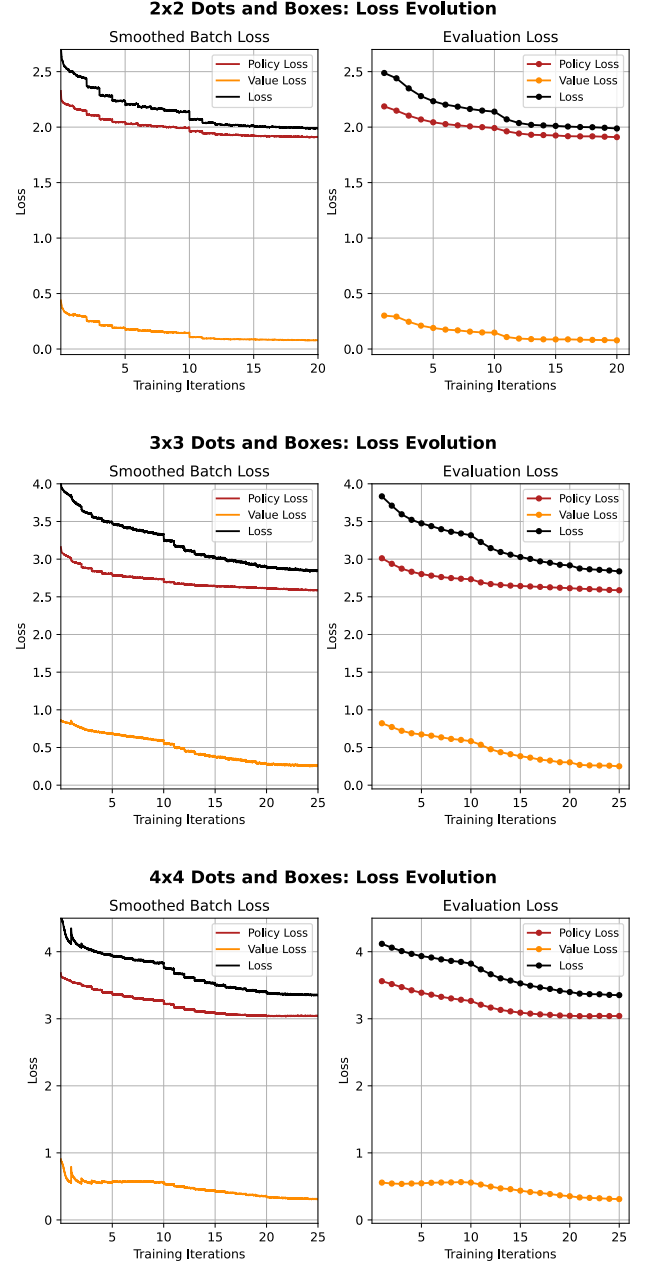 2x2 Dots and Boxes: Loss Evolution
Smoothed Batch Loss
Loss
2.5
2.0
1.5
1.0
0.5
0.0
5
10
15
20
Training Iterations
Policy Loss
Value Loss
Loss
Evaluation Loss
2.5
2.0
1.5
1.0
0.5
0.0
5
10
15
20
Training Iterations
Policy Loss
Value Loss
Loss
3x3 Dots and Boxes: Loss Evolution
Smoothed Batch Loss
Loss
4.0
3.5
3.0
2.5
2.0
1.5
1.0
0.5
0.0
5
10
15
20
25
Training Iterations
Policy Loss
Value Loss
Loss
Evaluation Loss
4.0
3.5
3.0
2.5
2.0
1.5
1.0
0.5
0.0
5
10
15
20
25
Training Iterations
Policy Loss
Value Loss
Loss
4x4 Dots and Boxes: Loss Evolution
Smoothed Batch Loss
Loss
4
3
2
1
0
5
10
15
20
25
Training Iterations
Policy Loss
Value Loss
Loss
Evaluation Loss
4
3
2
1
0
5
10
15
20
25
Training Iterations
Policy Loss
Value Loss
Loss